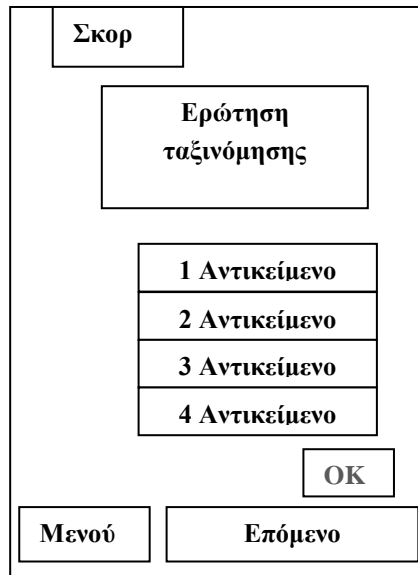 Σκορ
Ερώτηση
ταξινόμησης
1 Αντικείμενο
2 Αντικείμενο
3 Αντικείμενο
4 Αντικείμενο
OK
Μενού
Επόμενο